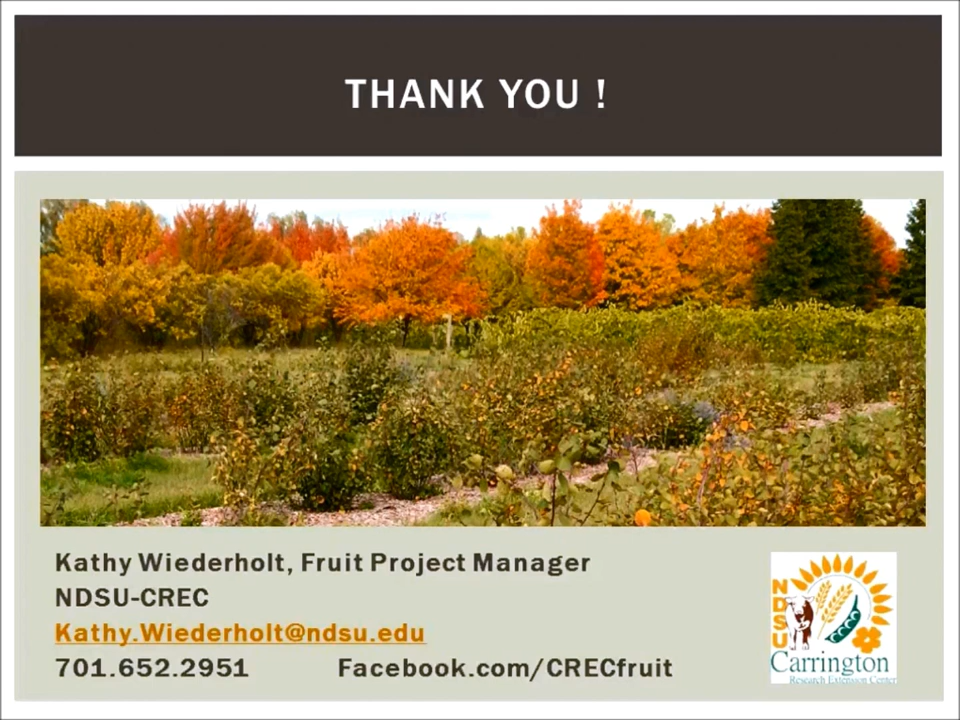 THANK YOU !
Kathy Wiederholt, Fruit Project Manager
NDSU-CREC
Kathy.Wiederholt@ndsu.edu
701.652.2951 Facebook.com/CRECfruit
NDSU
Carrington
Research Extension Center